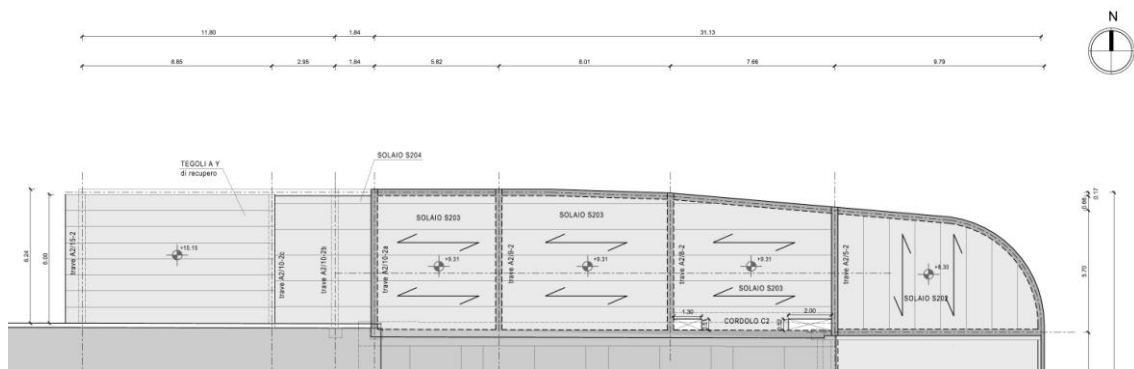 11.80
1.84
31.13
N
8.85
2.95
1.84
5.82
8.01
7.66
9.79
SOLAIO S204
TEGOLI A Y
di recupero
SOLAIO S203
SOLAIO S203
0.66
0.17
6.24
6.00
trave A2/15-2
+10.15
trave A2/10-2c
trave A2/10-2b
trave A2/10-2a
+9.31
trave A2/9-2
+9.31
trave A2/8-2
+9.31
SOLAIO S203
trave A2/5-2
SOLAIO S202
5.70
1.30
CORDOLO C2
2.00